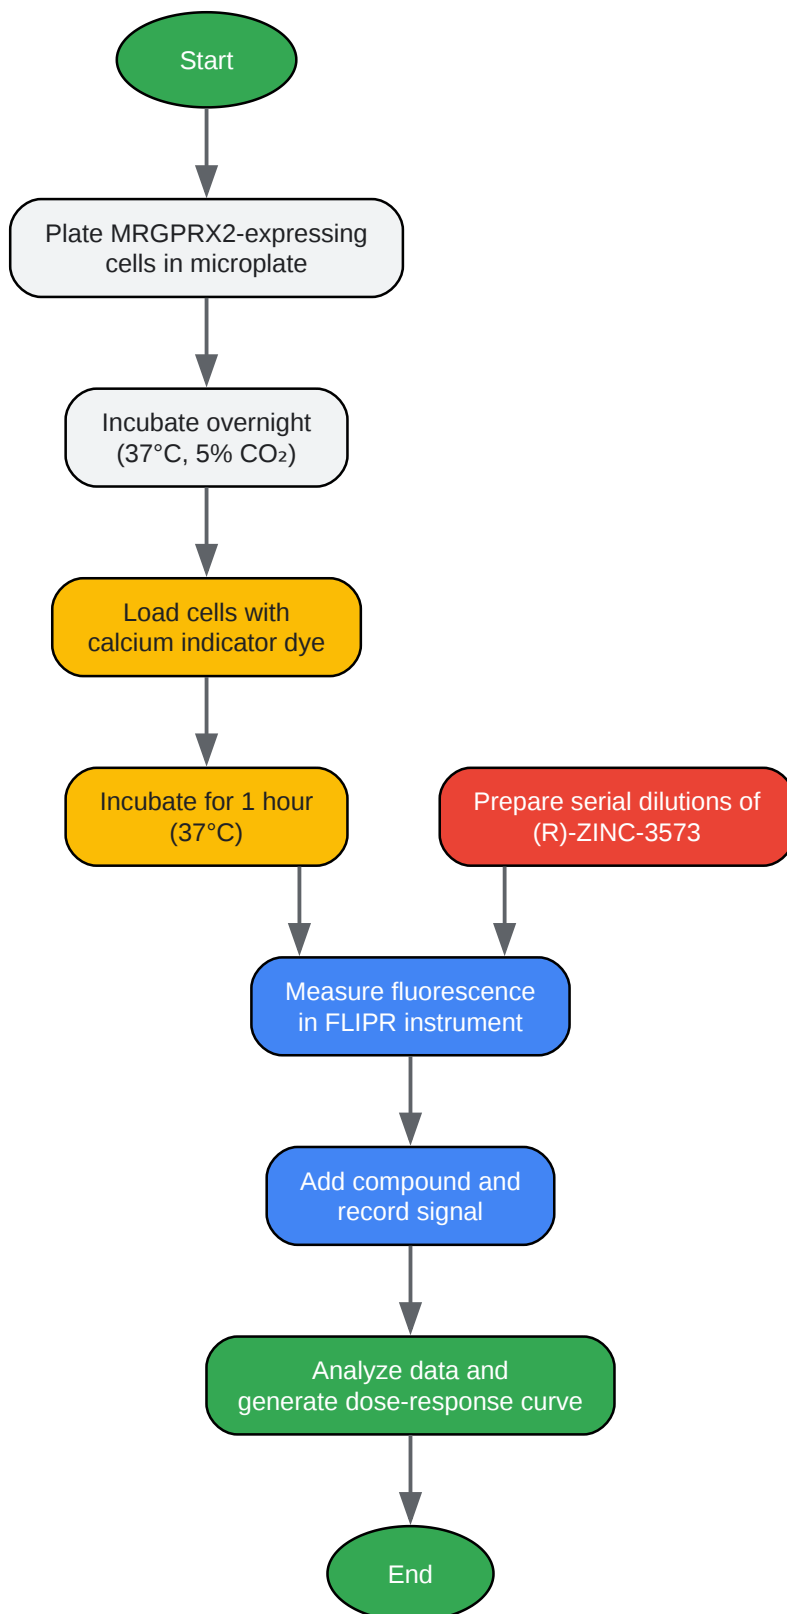 Start
Plate MRGPRX2-expressing
cells in microplate
Incubate overnight
(37°C, 5% CO₂)
Load cells with
calcium indicator dye
Incubate for 1 hour
(37°C)
Prepare serial dilutions of
(R)-ZINC-3573
Measure fluorescence
in FLIPR instrument
Add compound and
record signal
Analyze data and
generate dose-response curve
End